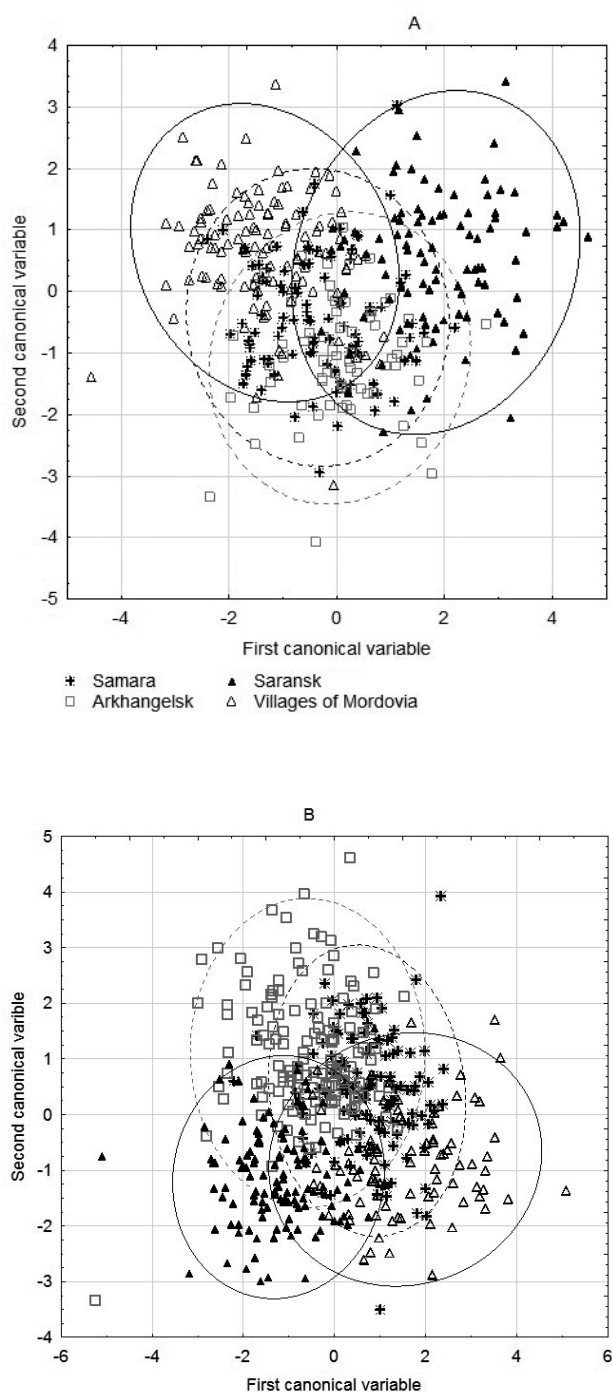 A
4
3
2
1
0
-1
-2
-3
-4
-5
Second canonical variable
-4 -2 0 2 4
First canonical variable
Samara Saransk
Arkhangelsk Villages of Mordovia
B
5
4
3
2
1
0
-1
-2
-3
-4
Second canonical varible
-6 -4 -2 0 2 4 6
First canonical variable